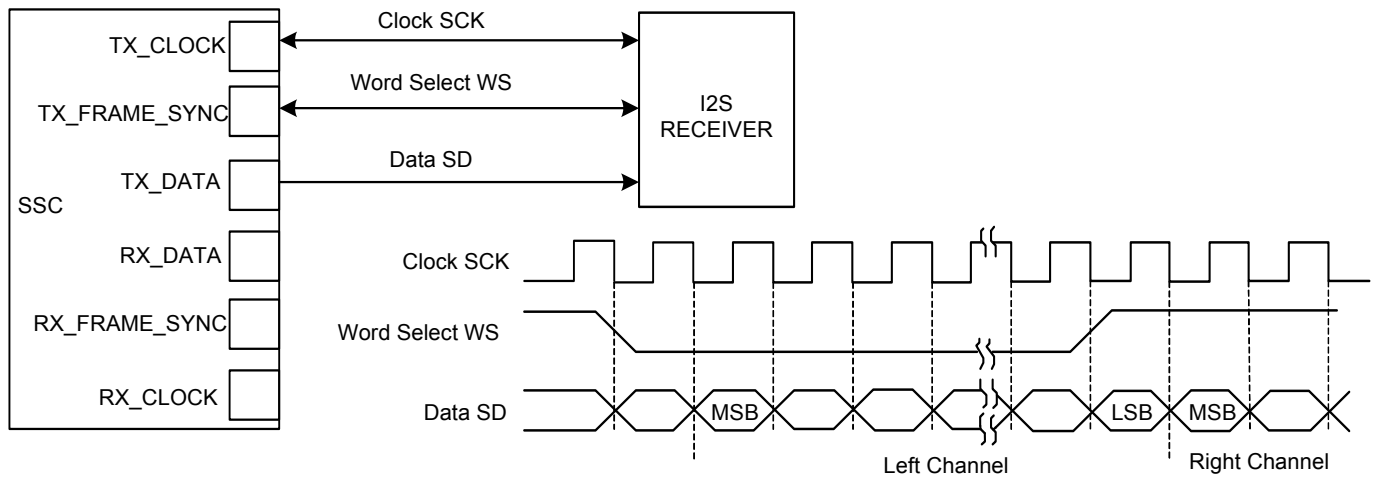 Clock SCK
TX_CLOCK
Word Select WS
TX_FRAME_SYNC
I2S
RECEIVER
Data SD
TX_DATA
SSC
RX_DATA
Clock SCK
RX_FRAME_SYNC
Word Select WS
RX_CLOCK
Data SD
MSB
LSB
MSB
Left Channel
Right Channel